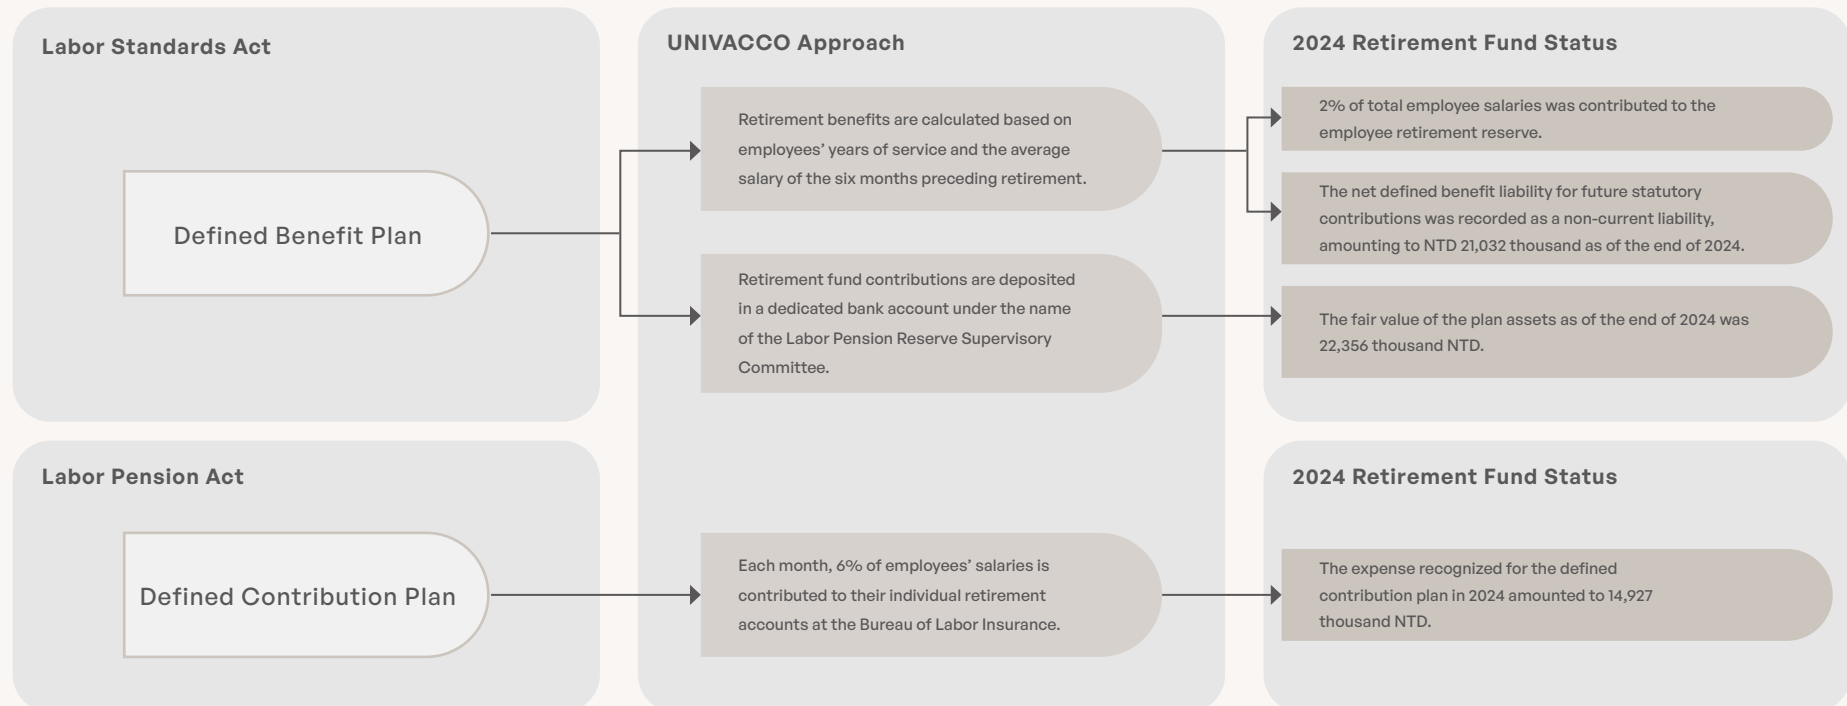 Labor Standards Act
Defined Benefit Plan
UNIVACCO Approach
Retirement benefits are calculated based on
employees’ years of service and the average
salary of the six months preceding retirement.
Retirement fund contributions are deposited
in a dedicated bank account under the name
of the Labor Pension Reserve Supervisory
Committee.
2024 Retirement Fund Status
2% of total employee salaries was contributed to the
employee retirement reserve.
The net defined benefit liability for future statutory
contributions was recorded as a non-current liability,
amounting to NTD 21,032 thousand as of the end of 2024.
The fair value of the plan assets as of the end of 2024 was
22,356 thousand NTD.
Labor Pension Act
Defined Contribution Plan
Each month, 6% of employees’ salaries is
contributed to their individual retirement
accounts at the Bureau of Labor Insurance.
2024 Retirement Fund Status
The expense recognized for the defined
contribution plan in 2024 amounted to 14,927
thousand NTD.